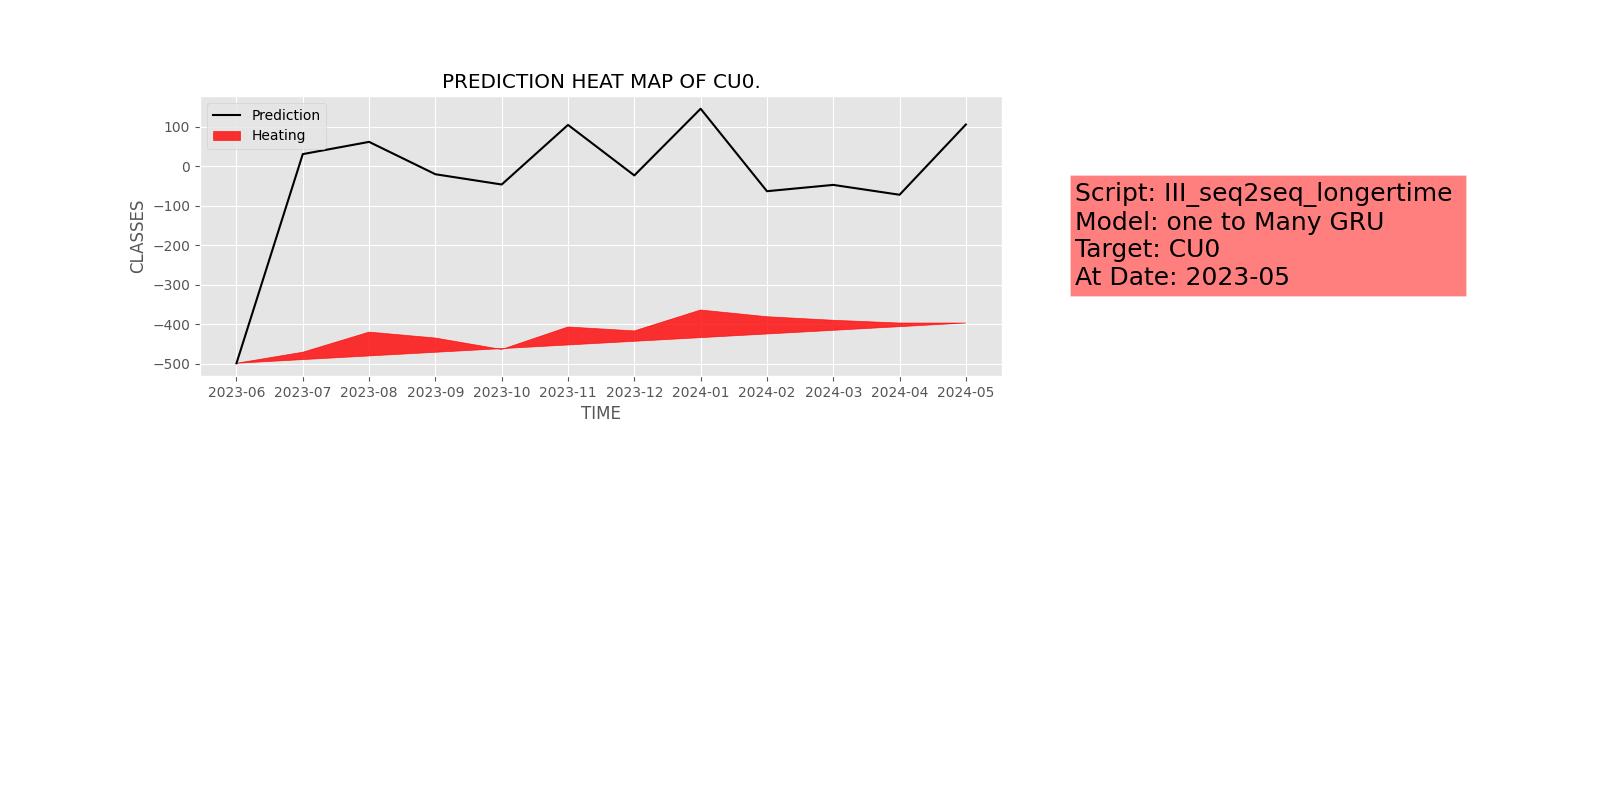 PREDICTION HEAT MAP OF CU0.
Prediction
Heating
100
0
−100
−200
−300
−400
−500
CLASSES
2023-06 2023-07 2023-08 2023-09 2023-10 2023-11 2023-12 2024-01 2024-02 2024-03 2024-04 2024-05
TIME
Script: III_seq2seq_longertime
Model: one to Many GRU
Target: CU0
At Date: 2023-05